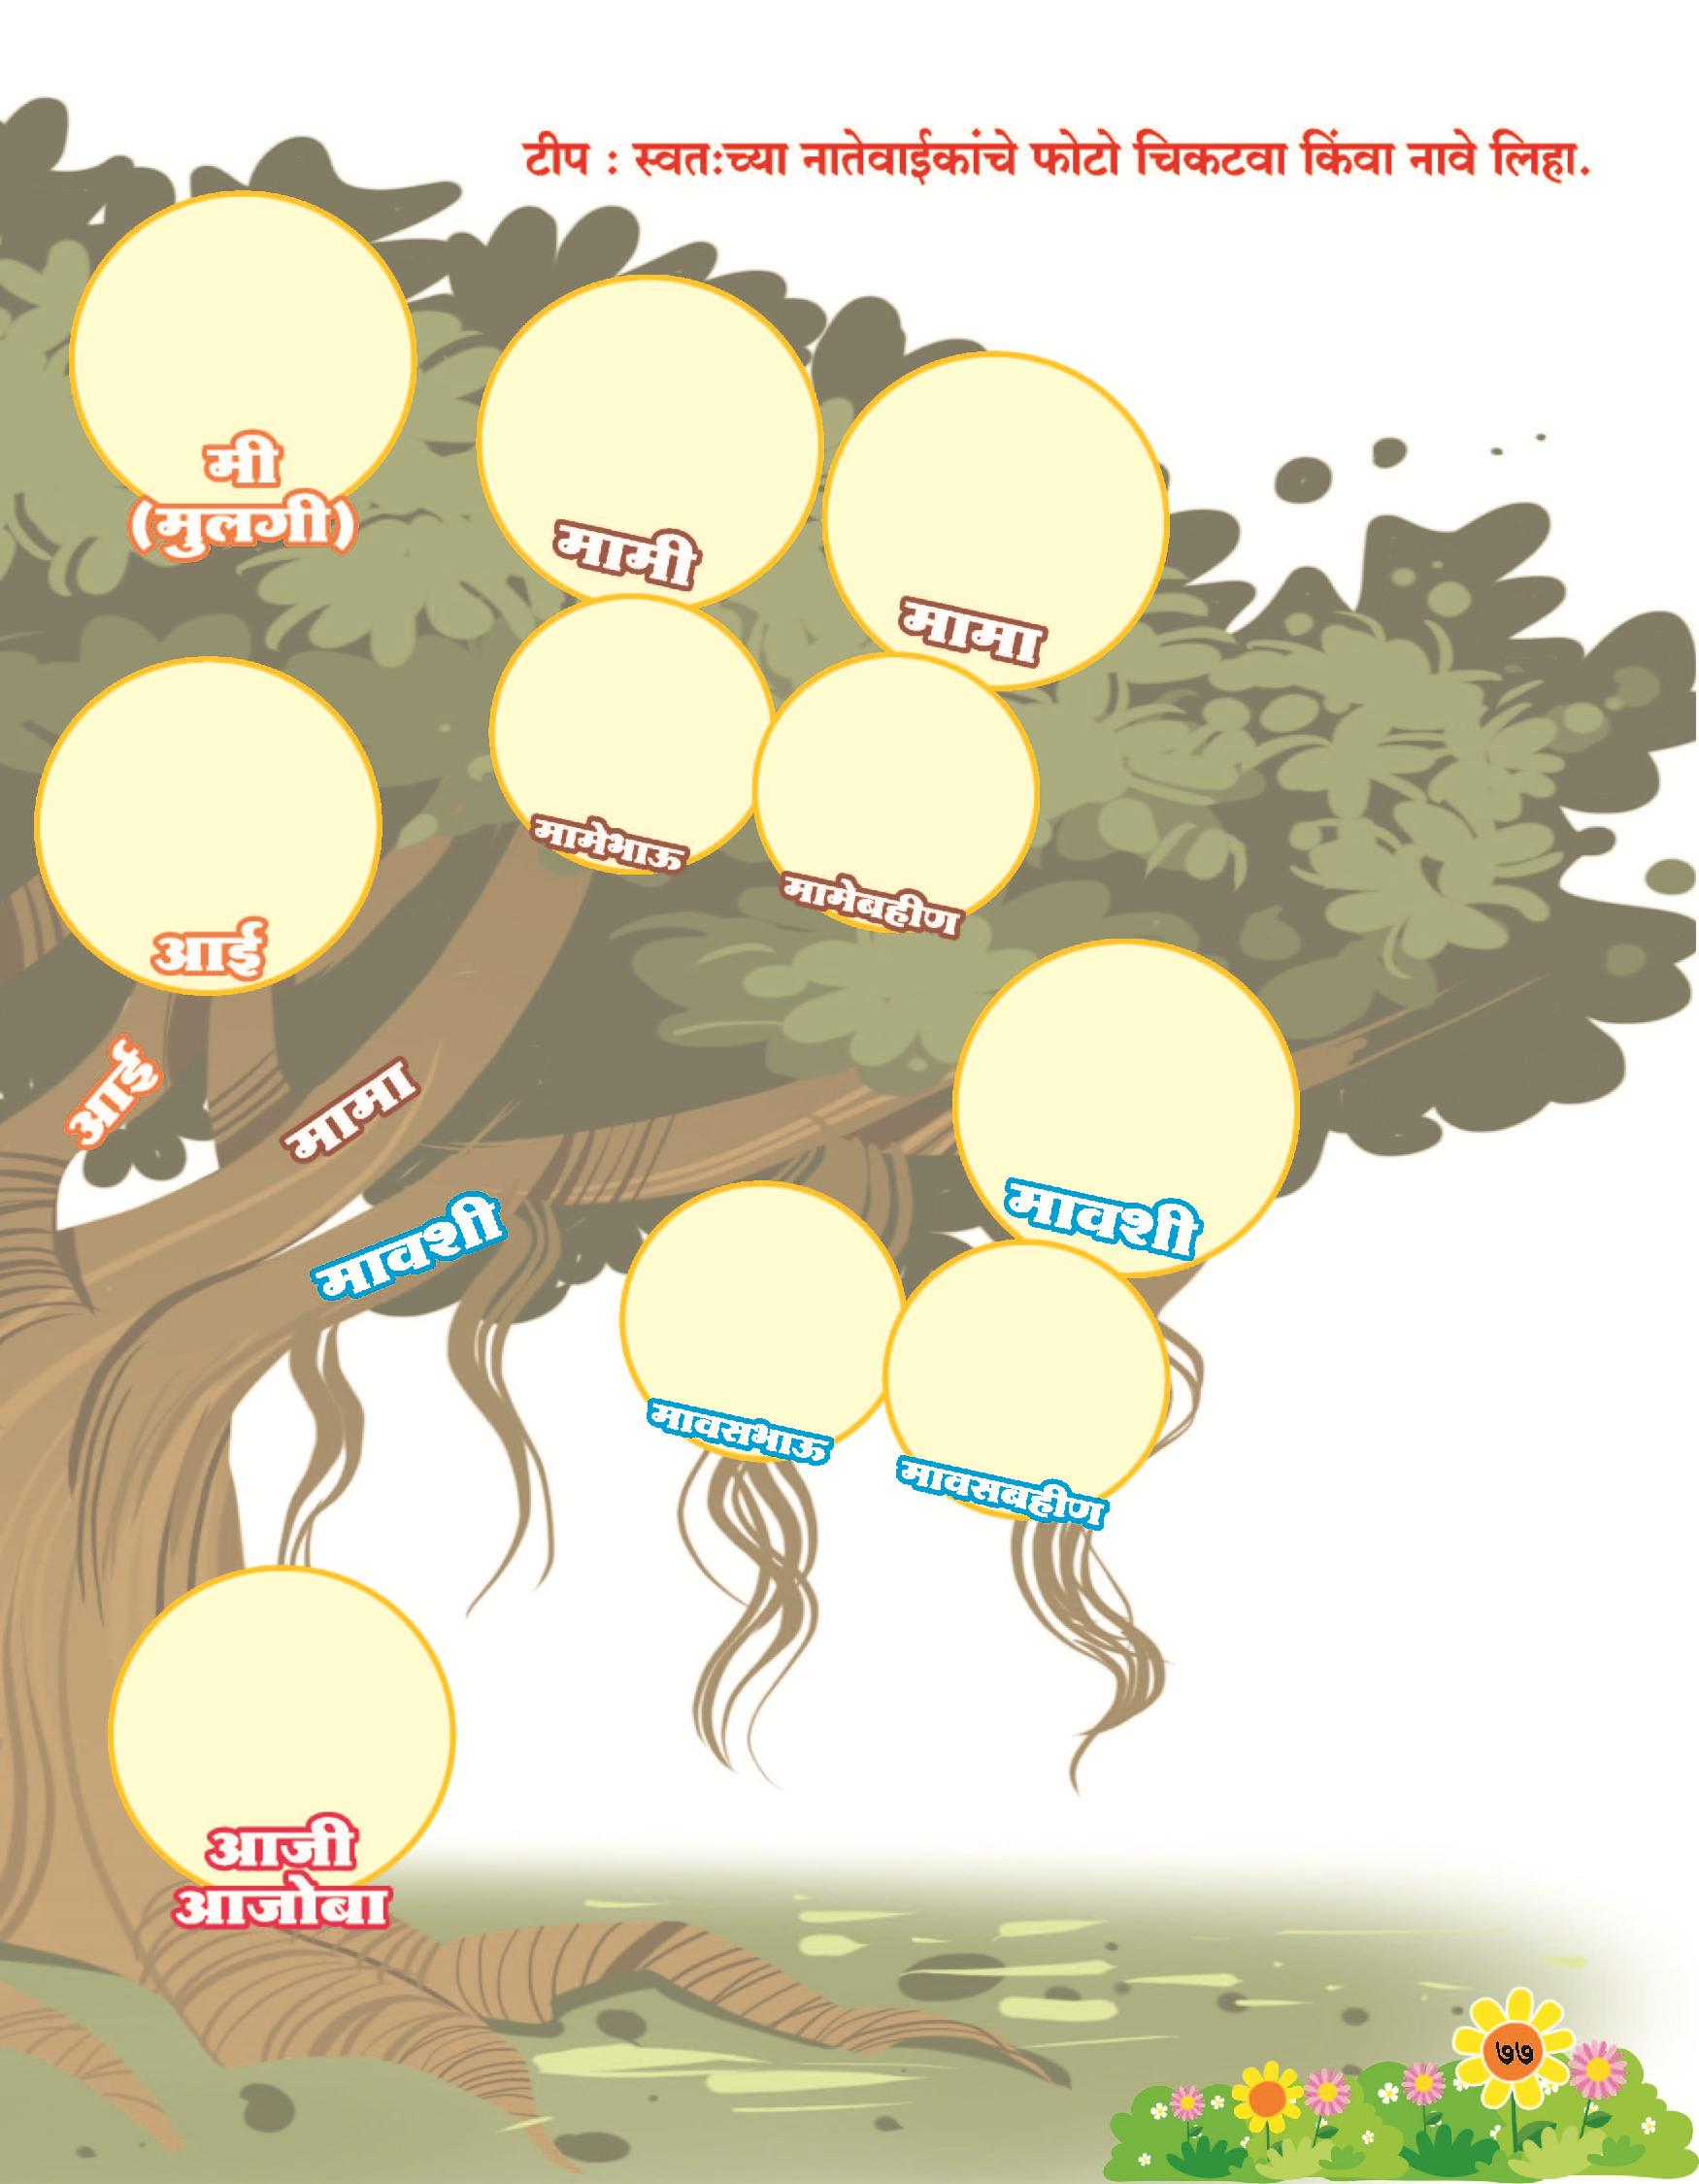 टीप : स्वतःच्या नातेवाईकांचे फोटो चिकटवा किंवा नावे लिहा.
मी
(मुलगी)
मामी
मामा
मामेभाऊ
मामेबहीण
आई
आई
मामा
मावशी
मावशी
मावसभाऊ
मावसबहीण
आजी
आजोबा
७७